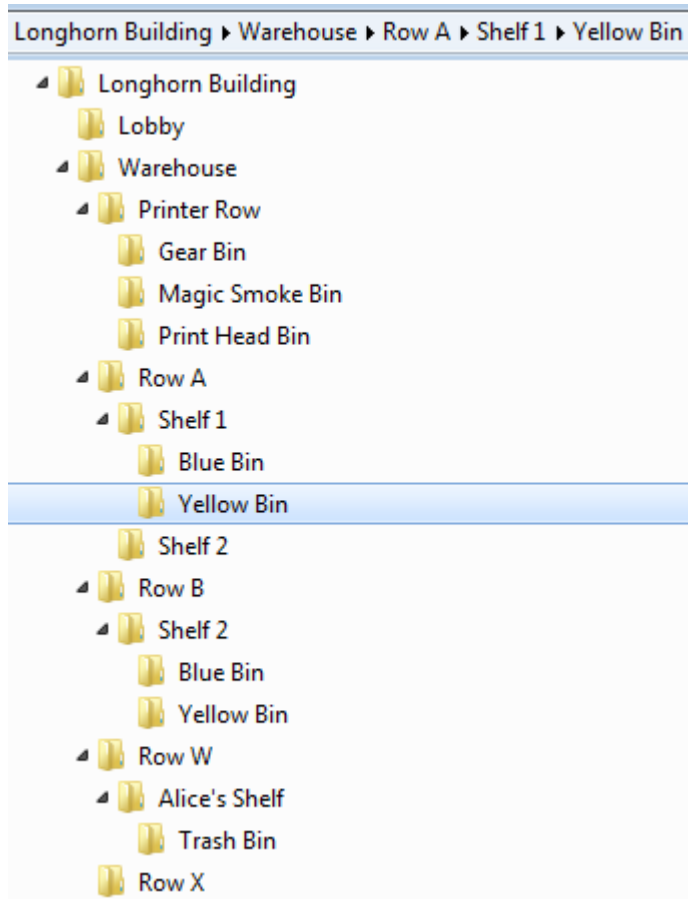 Longhorn Building ▸ Warehouse ▸ Row A ▸ Shelf 1 ▸ Yellow Bin
Longhorn Building
Lobby
Warehouse
Printer Row
Gear Bin
Magic Smoke Bin
Print Head Bin
Row A
Shelf 1
Blue Bin
Yellow Bin
Shelf 2
Row B
Shelf 2
Blue Bin
Yellow Bin
Row W
Alice's Shelf
Trash Bin
Row X